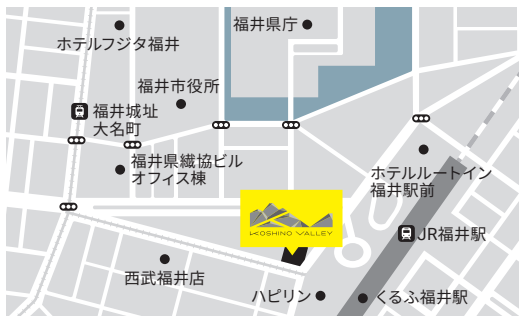 福井県庁
ホテルフジタ福井
福井市役所
福井城址
大名町
福井県繊協ビル
オフィス棟
ホテルルートイン
福井駅前
KOSHINO VALLEY
JR福井駅
西武福井店
ハピリン
くるふ福井駅